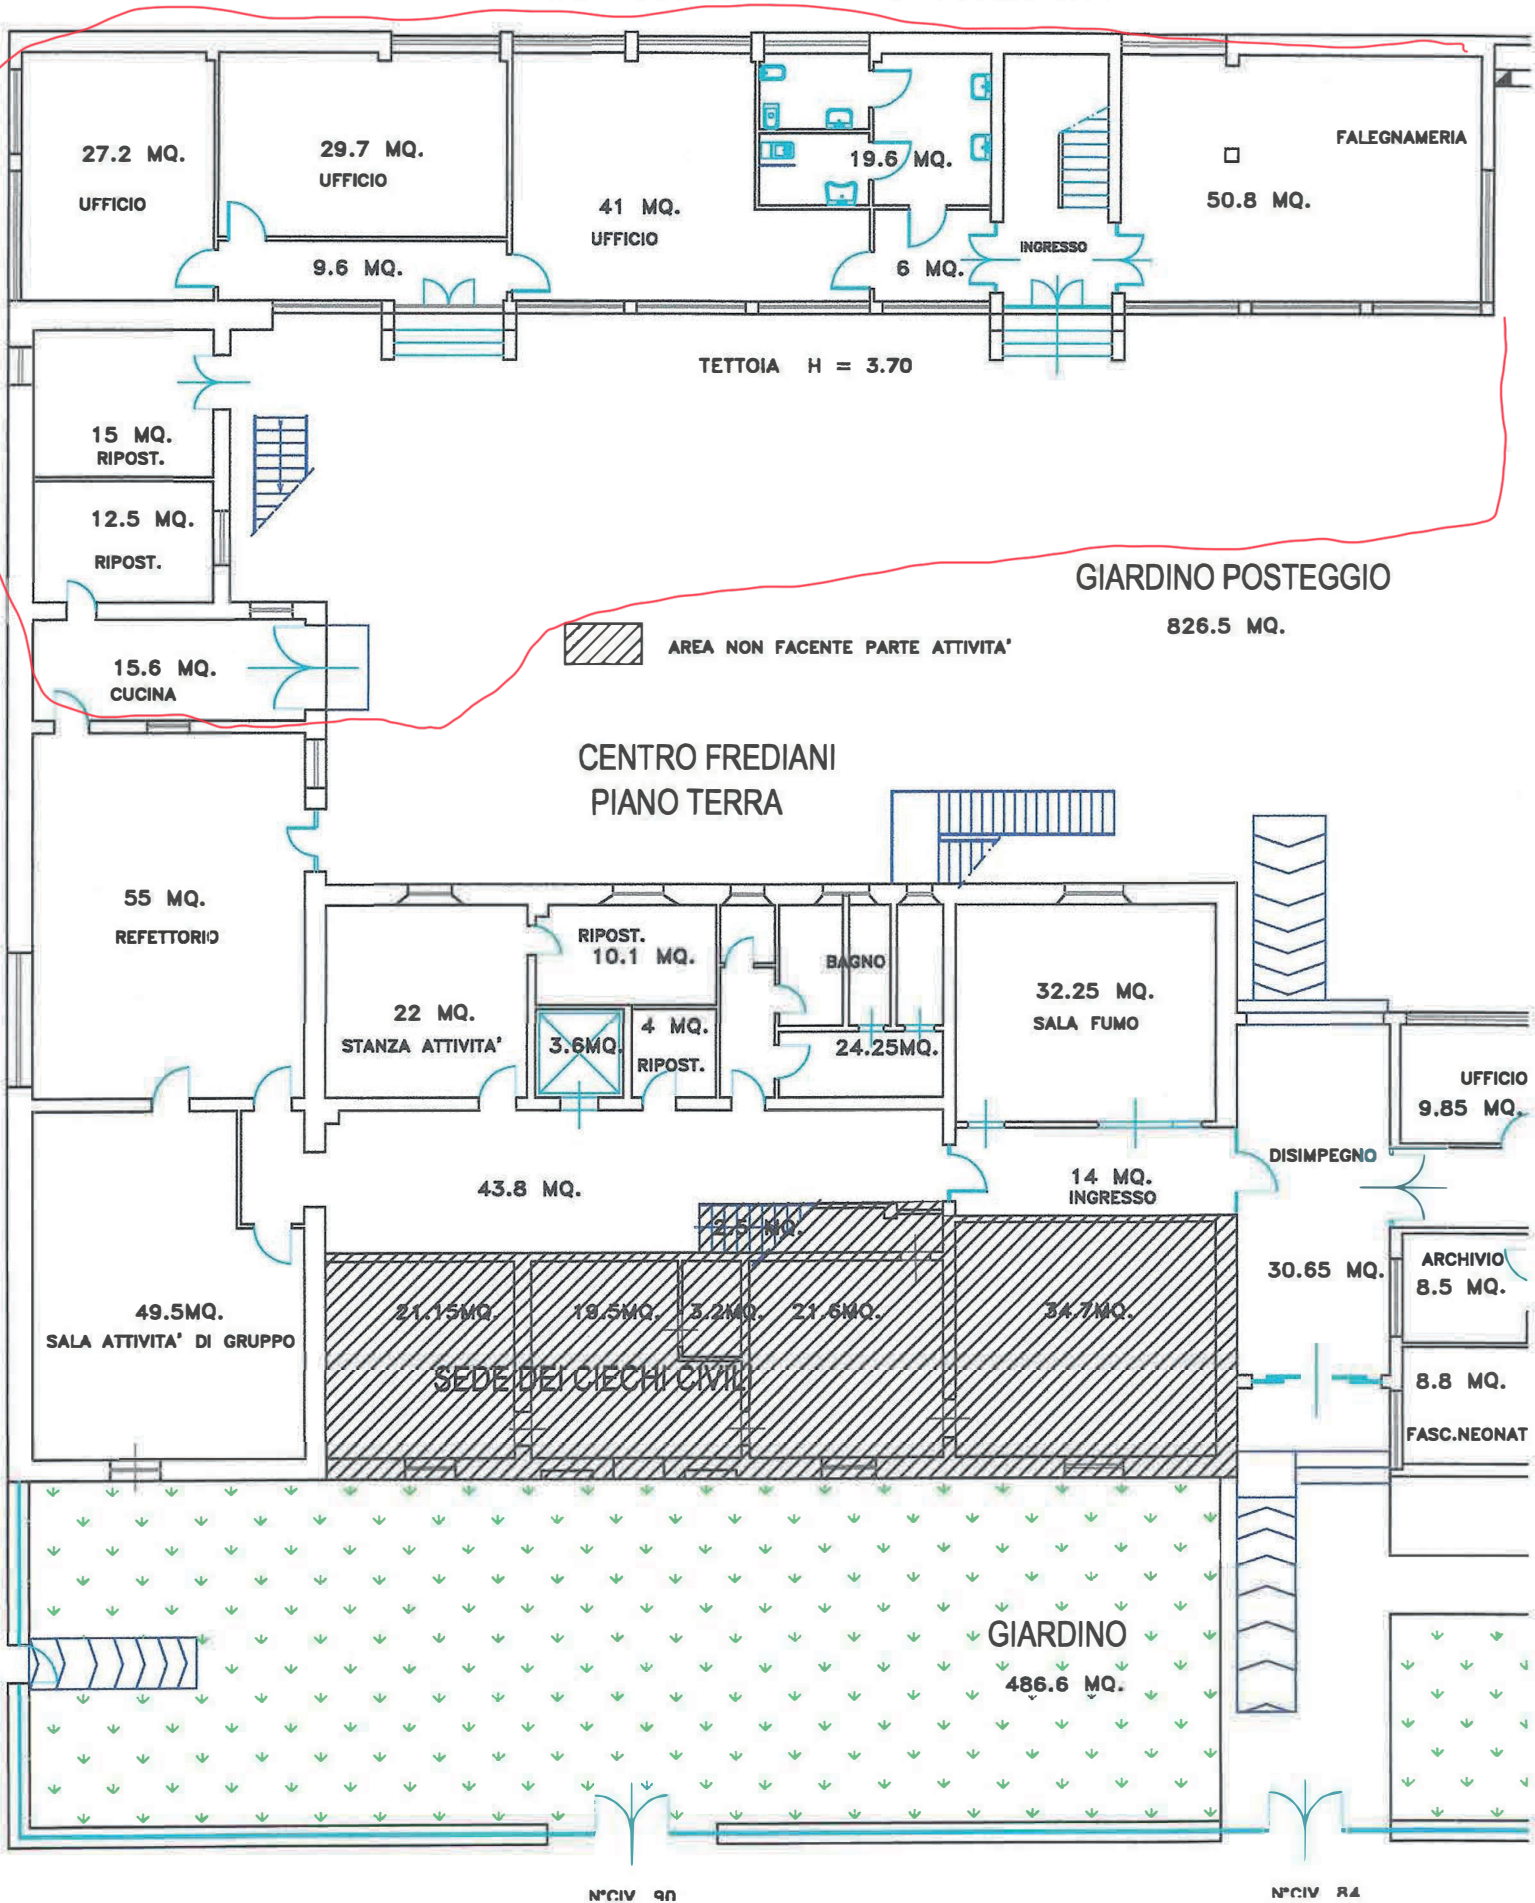 27.2 MQ.
UFFICIO
29.7 MQ.
UFFICIO
41 MQ.
UFFICIO
19.6 MQ.
FALEGNAMERIA
50.8 MQ.
9.6 MQ.
6 MQ.
INGRESSO
TETTOIA H = 3.70
15 MQ.
RIPOST.
12.5 MQ.
RIPOST.
GIARDINO POSTEGGIO
826.5 MQ.
AREA NON FACENTE PARTE ATTIVITA'
15.6 MQ.
CUCINA
CENTRO FREDIANI
PIANO TERRA
55 MQ.
REFETTORIO
RIPOST.
10.1 MQ.
BAGNO
22 MQ.
STANZA ATTIVITA'
3.6MQ.
4 MQ.
RIPOST.
24.25MQ.
32.25 MQ.
SALA FUMO
UFFICIO
9.85 MQ.
DISIMPEGNO
43.8 MQ.
14 MQ.
INGRESSO
2.5 MQ.
30.65 MQ.
ARCHIVIO
8.5 MQ.
49.5MQ.
SALA ATTIVITA' DI GRUPPO
21.15MQ.
19.5MQ.
3.2MQ.
21.6MQ.
34.7MQ.
SEDE DEI CIECHI CIVILI
8.8 MQ.
FASC.NEONAT
GIARDINO
486.6 MQ.
N°CIV 90
N°CIV 84